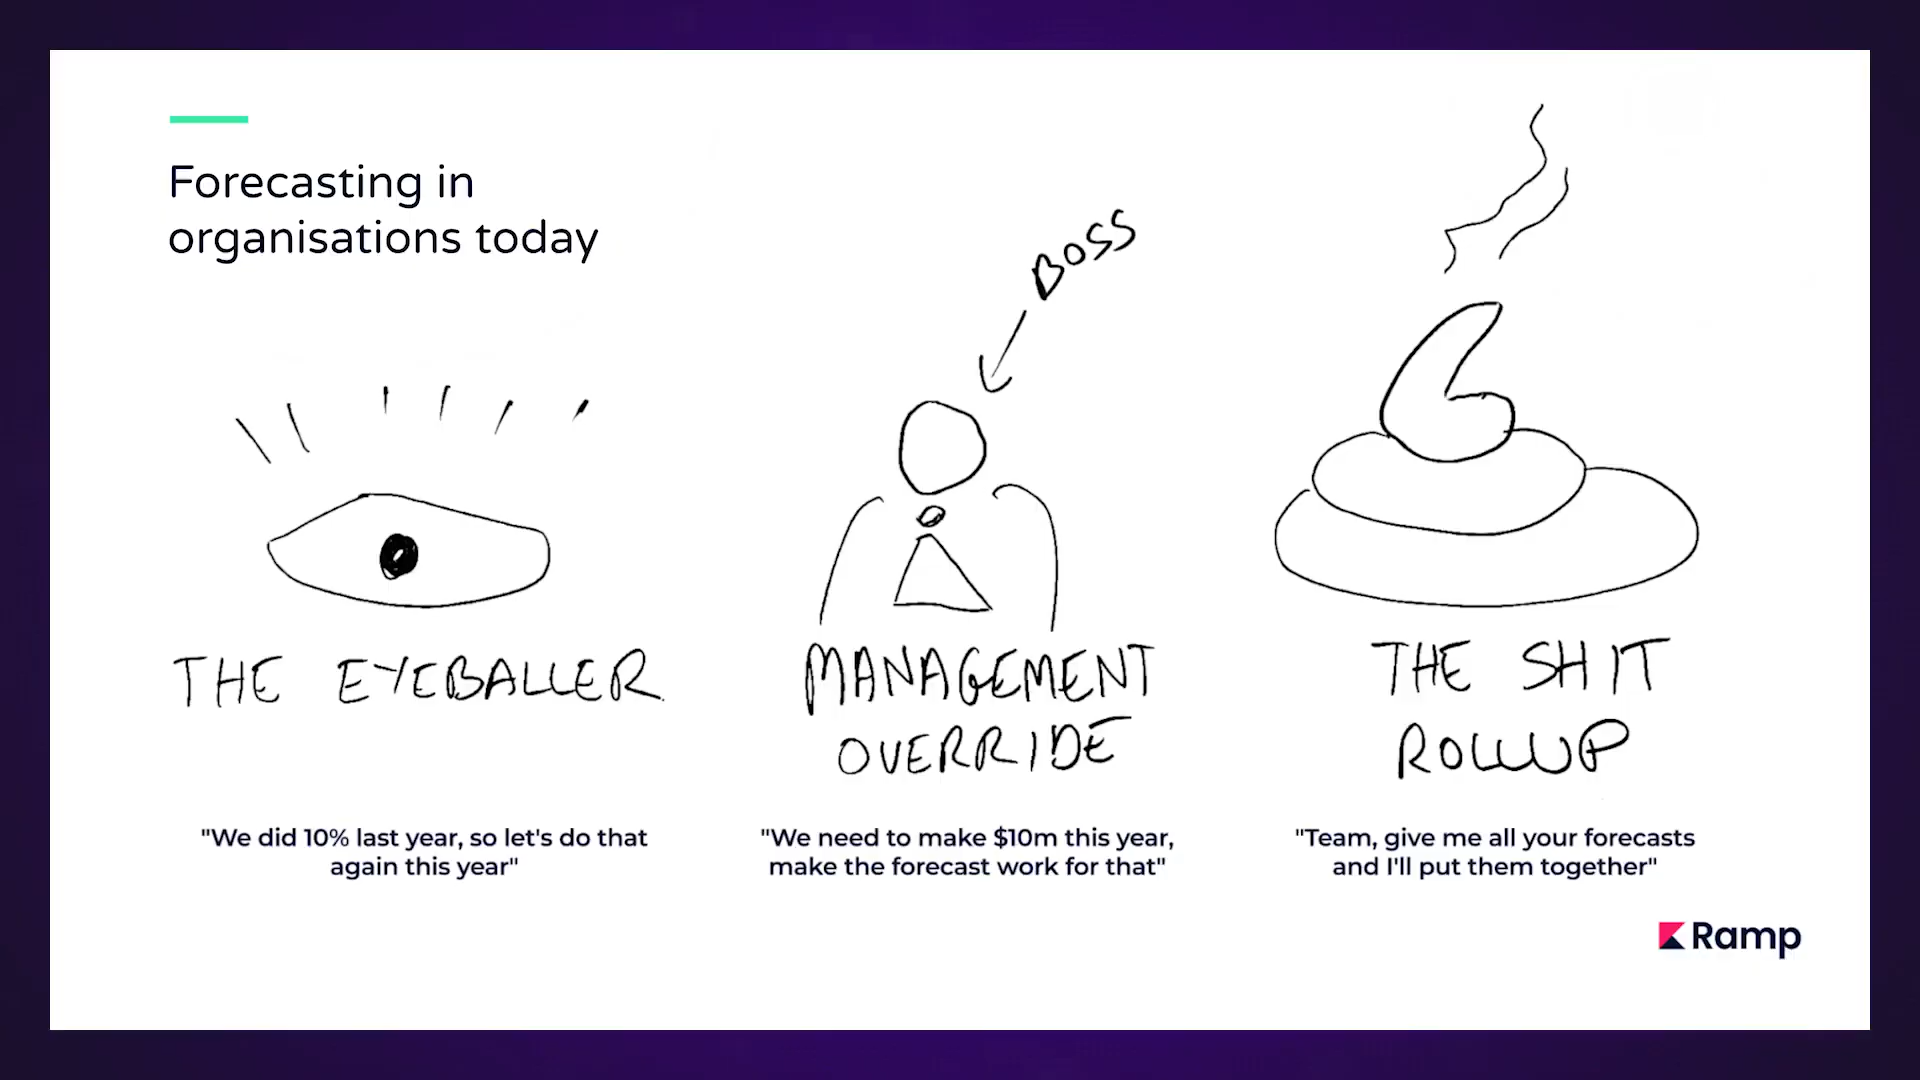 Forecasting in
organisations today
BOSS
THE EYEBALLER
"We did 10% last year, so let's do that
again this year"
MANAGEMENT
OVERRIDE
"We need to make $10m this year,
make the forecast work for that"
THE SHIT
ROLLUP
"Team, give me all your forecasts
and I'll put them together"
Ramp